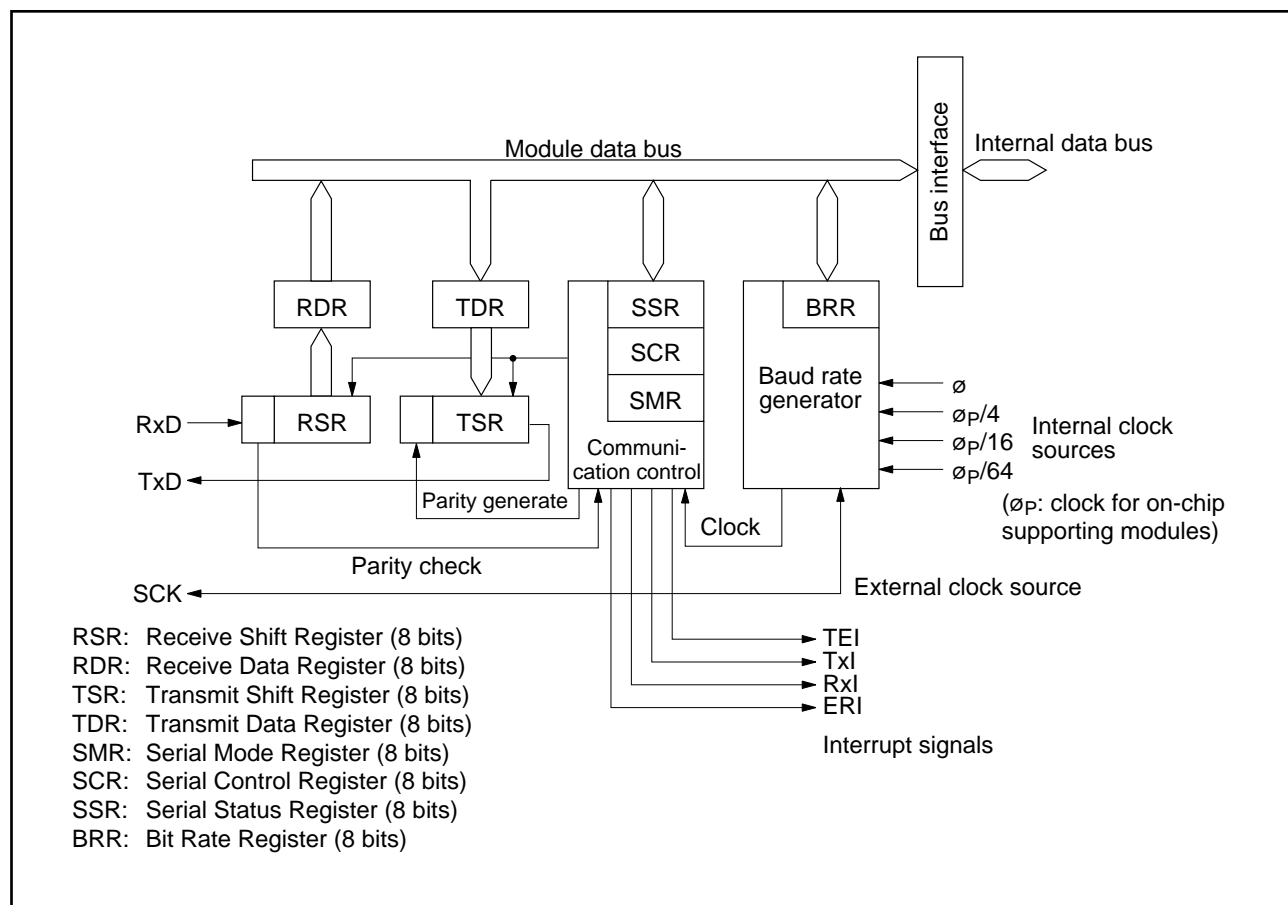 Module data bus
Bus interface
Internal data bus
RDR
TDR
SSR
SCR
SMR
BRR
Baud rate
generator
RSR
TSR
Communi-
cation control
RxD
TxD
Parity generate
Parity check
Clock
ø
øP/4
øP/16
øP/64
Internal clock
sources
(øP: clock for on-chip
supporting modules)
SCK
External clock source
TEI
TxI
RxI
ERI
Interrupt signals
RSR: Receive Shift Register (8 bits)
RDR: Receive Data Register (8 bits)
TSR: Transmit Shift Register (8 bits)
TDR: Transmit Data Register (8 bits)
SMR: Serial Mode Register (8 bits)
SCR: Serial Control Register (8 bits)
SSR: Serial Status Register (8 bits)
BRR: Bit Rate Register (8 bits)